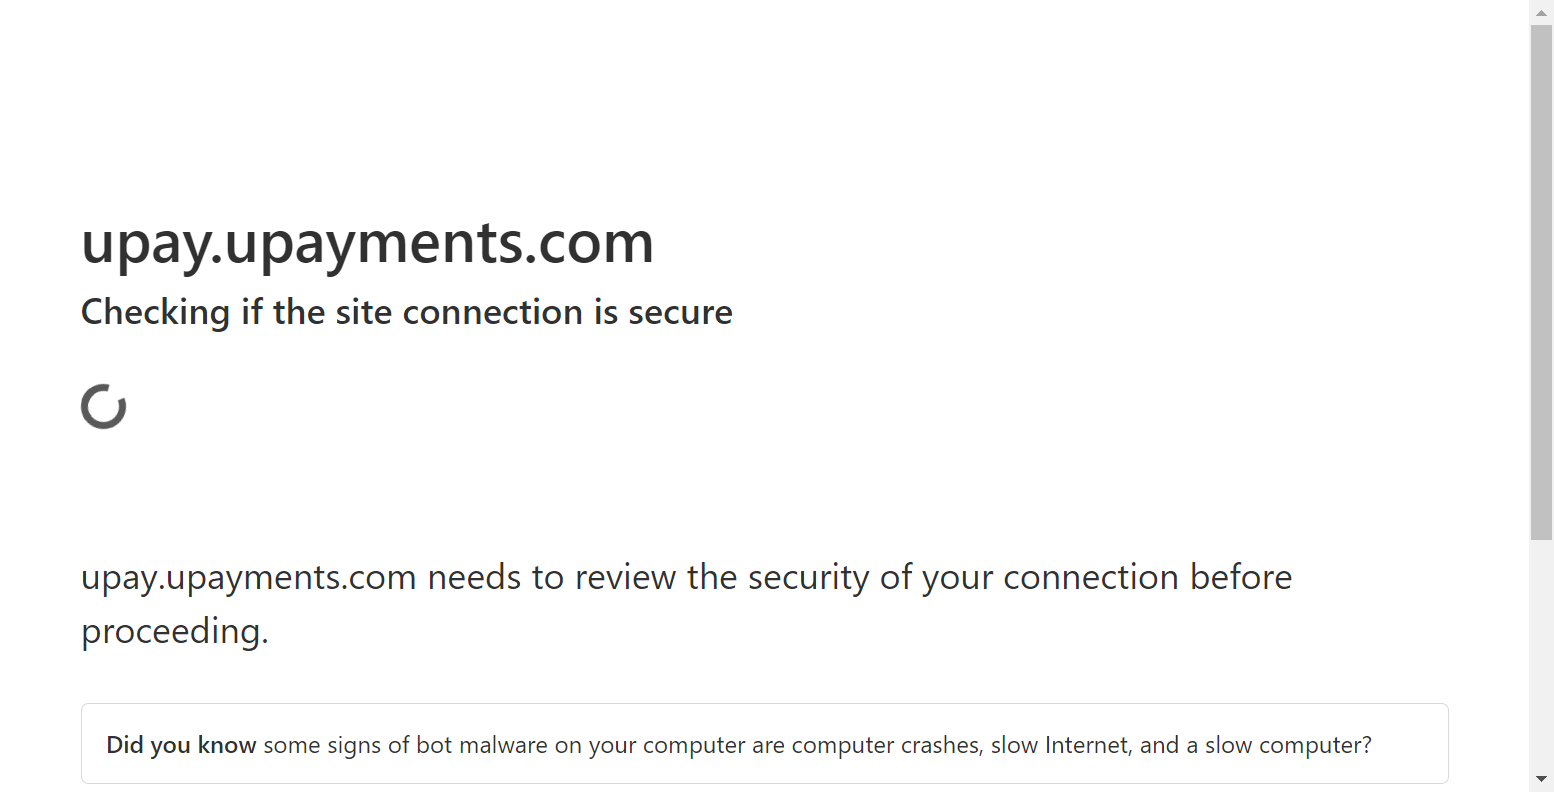 upay.upayments.com
Checking if the site connection is secure
upay.upayments.com needs to review the security of your connection before
proceeding.
Did you know some signs of bot malware on your computer are computer crashes, slow Internet, and a slow computer?